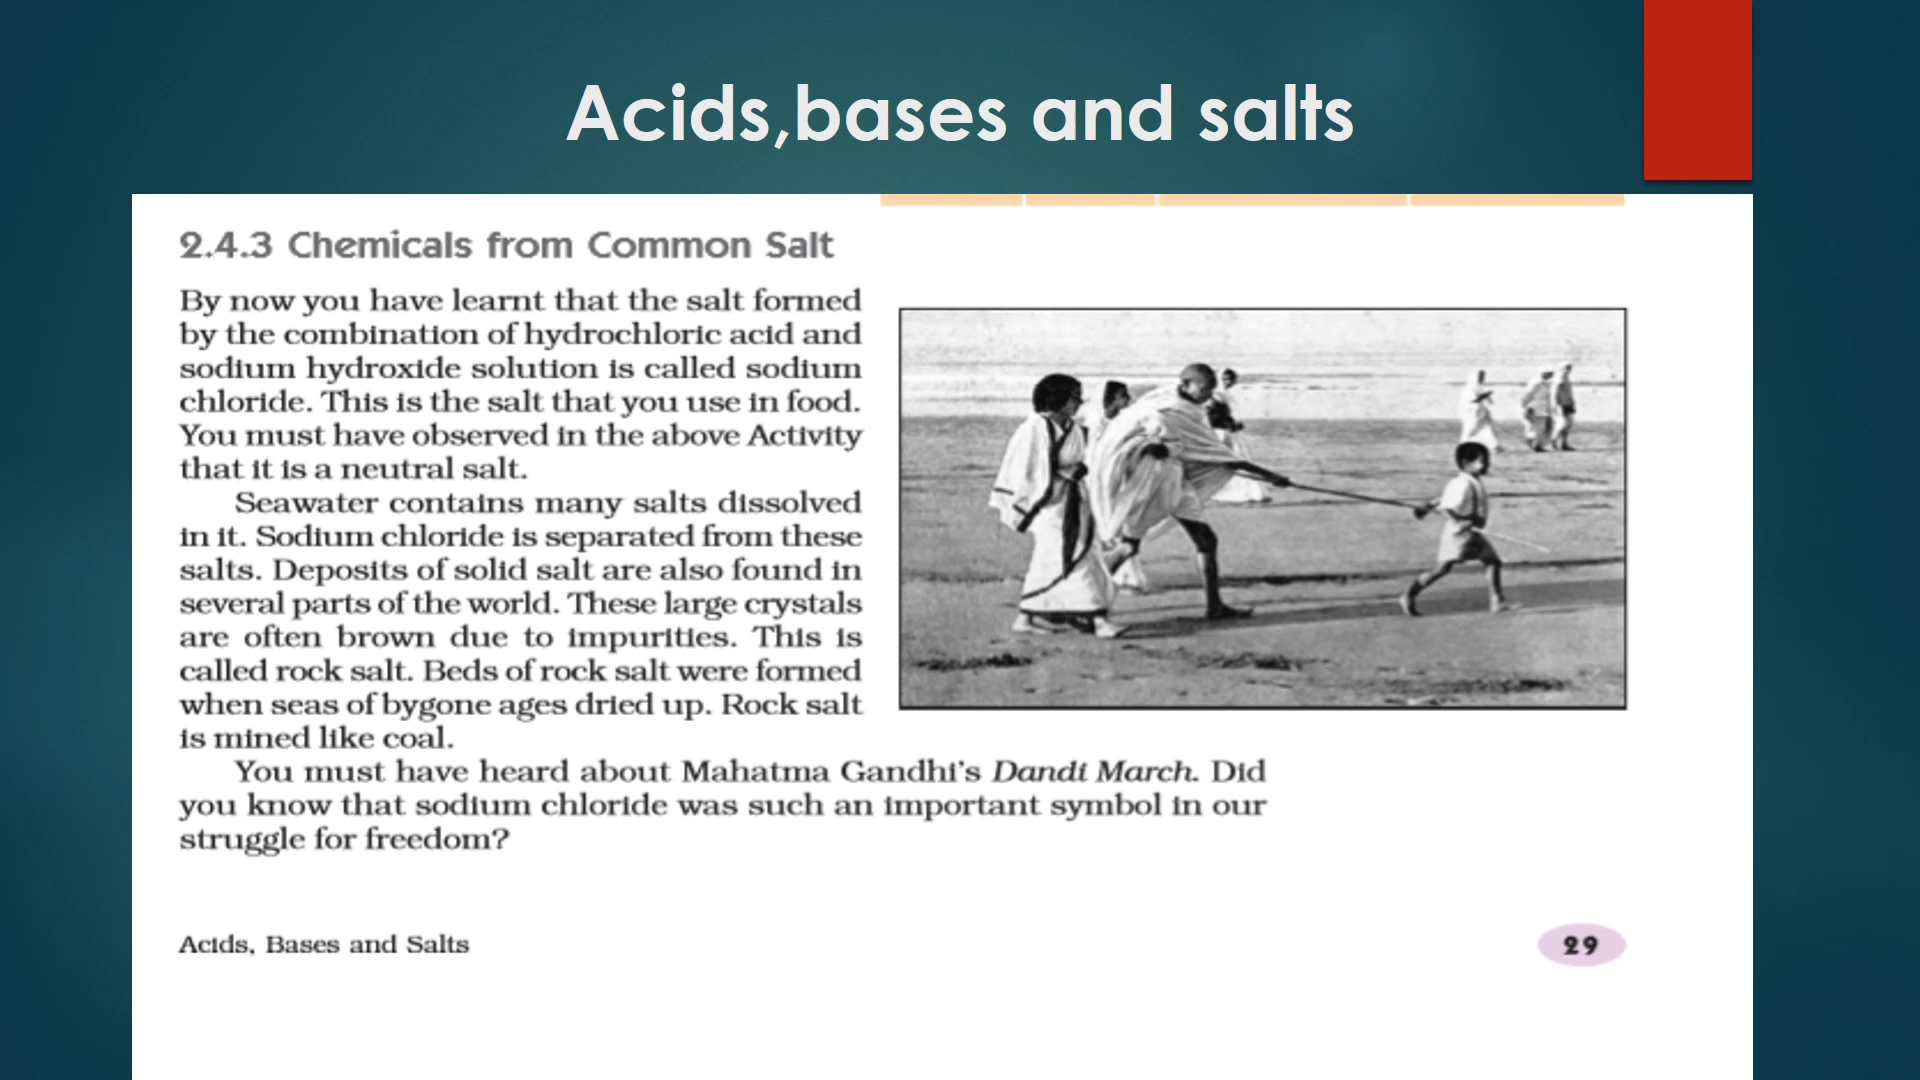 Acids,bases and salts
2.4.3 Chemicals from Common Salt
By now you have learnt that the salt formed
by the combination of hydrochloric acid and
sodium hydroxide solution is called sodium
chloride. This is the salt that you use in food.
You must have observed in the above Activity
that it is a neutral salt.
Seawater contains many salts dissolved
in it. Sodium chloride is separated from these
salts. Deposits of solid salt are also found in
several parts of the world. These large crystals
are often brown due to impurities. This is
called rock salt. Beds of rock salt were formed
when seas of bygone ages dried up. Rock salt
is mined like coal.
You must have heard about Mahatma Gandhi's Dandi March. Did
you know that sodium chloride was such an important symbol in our
struggle for freedom?
Acids, Bases and Salts
29